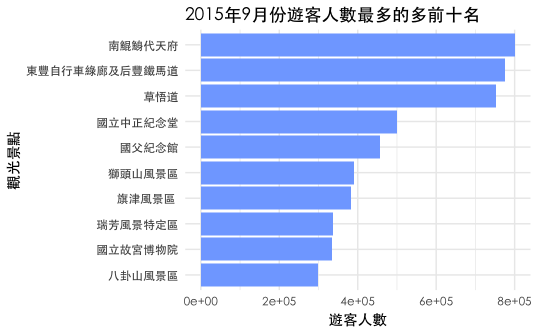 2015年9月份遊客人數最多的多前十名
南鯤鯓代天府
東豐自行車綠廊及后豐鐵馬道
草悟道
國立中正紀念堂
國父紀念館
獅頭山風景區
旗津風景區
瑞芳風景特定區
國立故宮博物院
八卦山風景區
觀光景點
0e+00 2e+05 4e+05 6e+05 8e+05
遊客人數